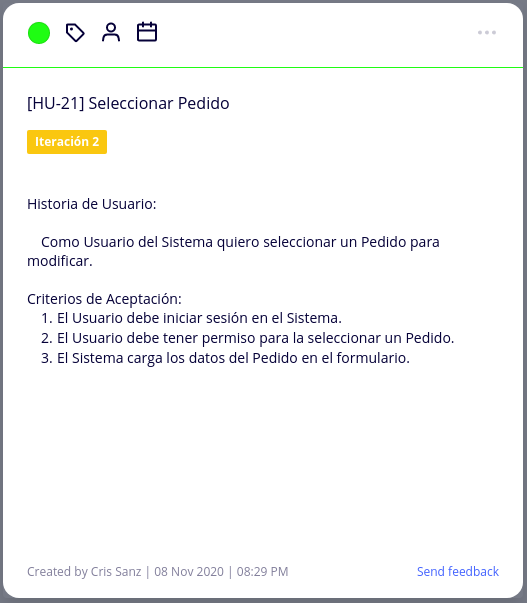 [HU-21] Seleccionar Pedido
Iteración 2
Historia de Usuario:
Como Usuario del Sistema quiero seleccionar un Pedido para
modificar.
Criterios de Aceptación:
1. El Usuario debe iniciar sesión en el Sistema.
2. El Usuario debe tener permiso para la seleccionar un Pedido.
3. El Sistema carga los datos del Pedido en el formulario.
Created by Cris Sanz | 08 Nov 2020 | 08:29 PM
Send feedback